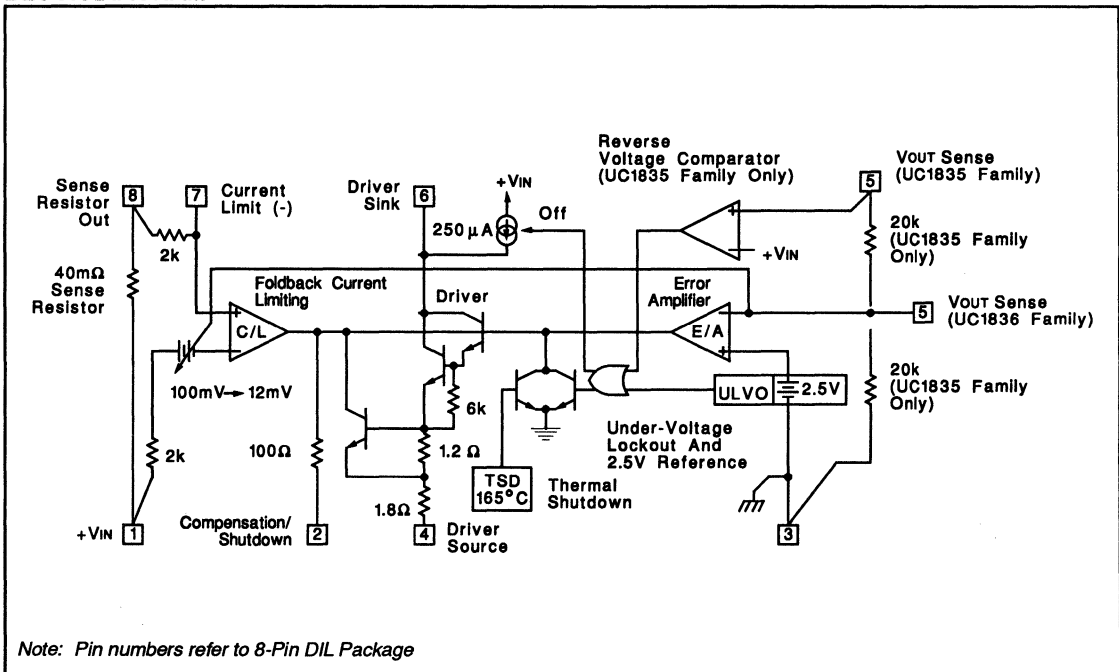 Reverse
Voltage Comparator
(UC1835 Family Only)
VOUT Sense
(UC1835 Family)
5
Sense
Resistor
Out
8
7
Current
Limit (-)
Driver
Sink
6
+VIN
250 µA
Off
+
–
+VIN
20k
(UC1835 Family
Only)
2k
40mΩ
Sense
Resistor
Foldback Current
Limiting
Driver
Error
Amplifier
+
C/L
–
–
E/A
+
5
VOUT Sense
(UC1836 Family)
100mV→ 12mV
6k
ULVO
2.5V
20k
(UC1835 Family
Only)
2k
100Ω
1.2 Ω
Under-Voltage
Lockout And
2.5V Reference
TSD
165°C
Thermal
Shutdown
1.8Ω
+VIN
1
Compensation/
Shutdown
2
4
Driver
Source
3
Note: Pin numbers refer to 8-Pin DIL Package